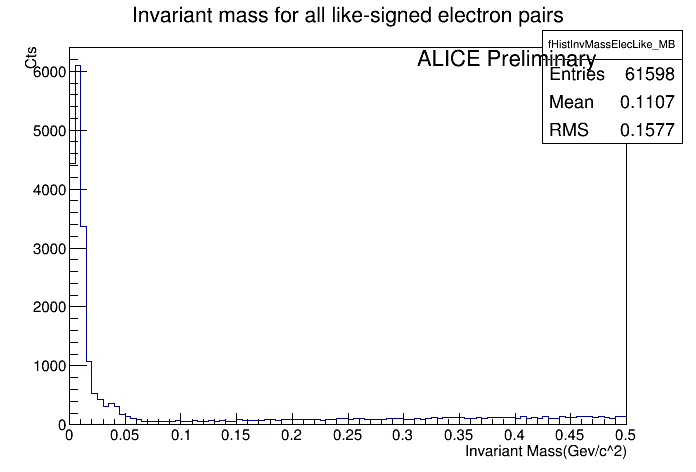 Invariant mass for all like-signed electron pairs
Cts
ALICE Preliminary
fHistInvMassElecLike_MB
Entries 61598
Mean 0.1107
RMS 0.1577
6000
5000
4000
3000
2000
1000
0
0 0.05 0.1 0.15 0.2 0.25 0.3 0.35 0.4 0.45 0.5
Invariant Mass(Gev/c^2)